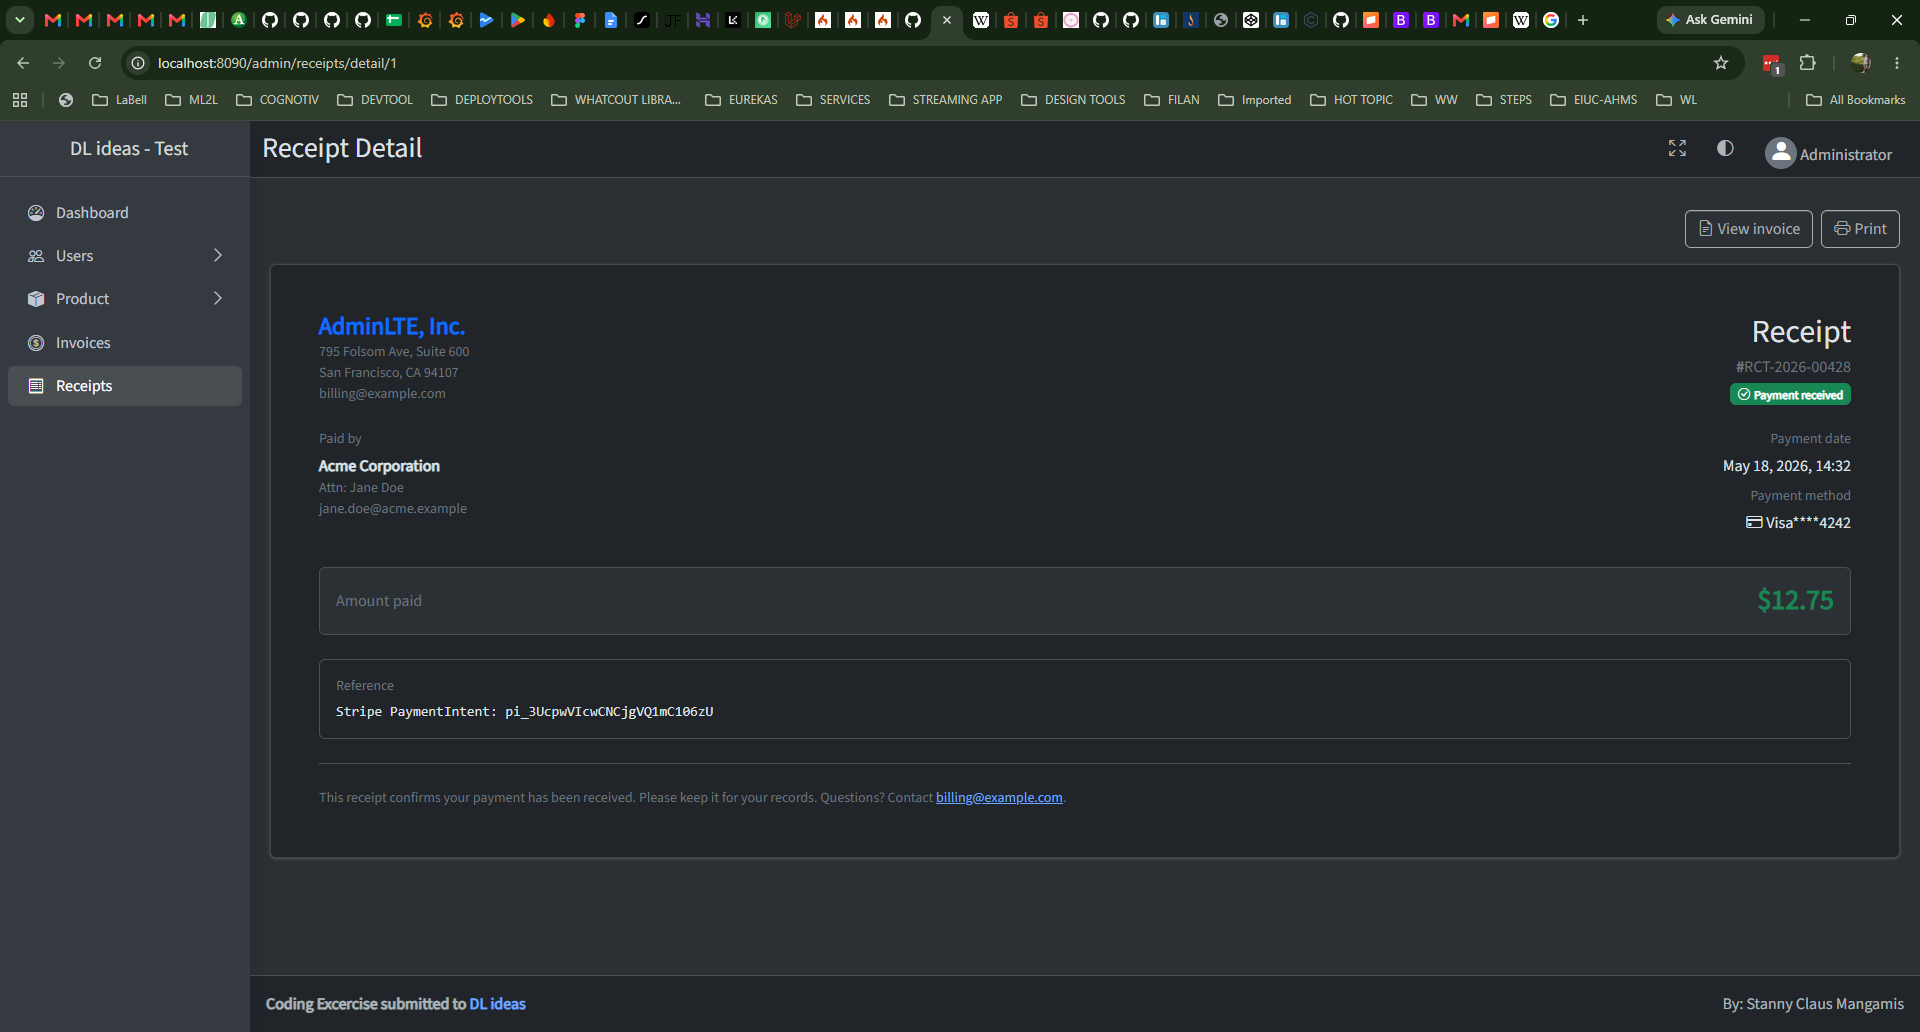 Ask Gemini
localhost:8090/admin/receipts/detail/1
1
LaBell
ML2L
COGNOTIV
DEVTOOL
DEPLOYTOOLS
WHATCOUT LIBRA...
EUREKAS
SERVICES
STREAMING APP
DESIGN TOOLS
FILAN
Imported
HOT TOPIC
WW
STEPS
EIUC-AHMS
WL
All Bookmarks
DL ideas - Test
Receipt Detail
Administrator
Dashboard
Users
Product
Invoices
Receipts
View invoice
Print
AdminLTE, Inc.
795 Folsom Ave, Suite 600
San Francisco, CA 94107
billing@example.com
Receipt
#RCT-2026-00428
Payment received
Paid by
Acme Corporation
Attn: Jane Doe
jane.doe@acme.example
Payment date
May 18, 2026, 14:32
Payment method
Visa****4242
Amount paid
$12.75
Reference
Stripe PaymentIntent: pi_3UcpwVIcwCNCjgVQ1mC106zU
This receipt confirms your payment has been received. Please keep it for your records. Questions? Contact billing@example.com.
Coding Excercise submitted to DL ideas
By: Stanny Claus Mangamis